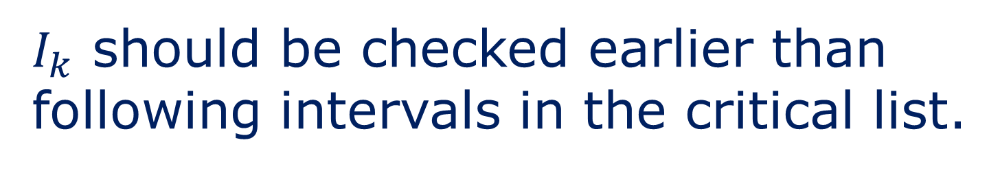 I_k should be checked earlier than
following intervals in the critical list.